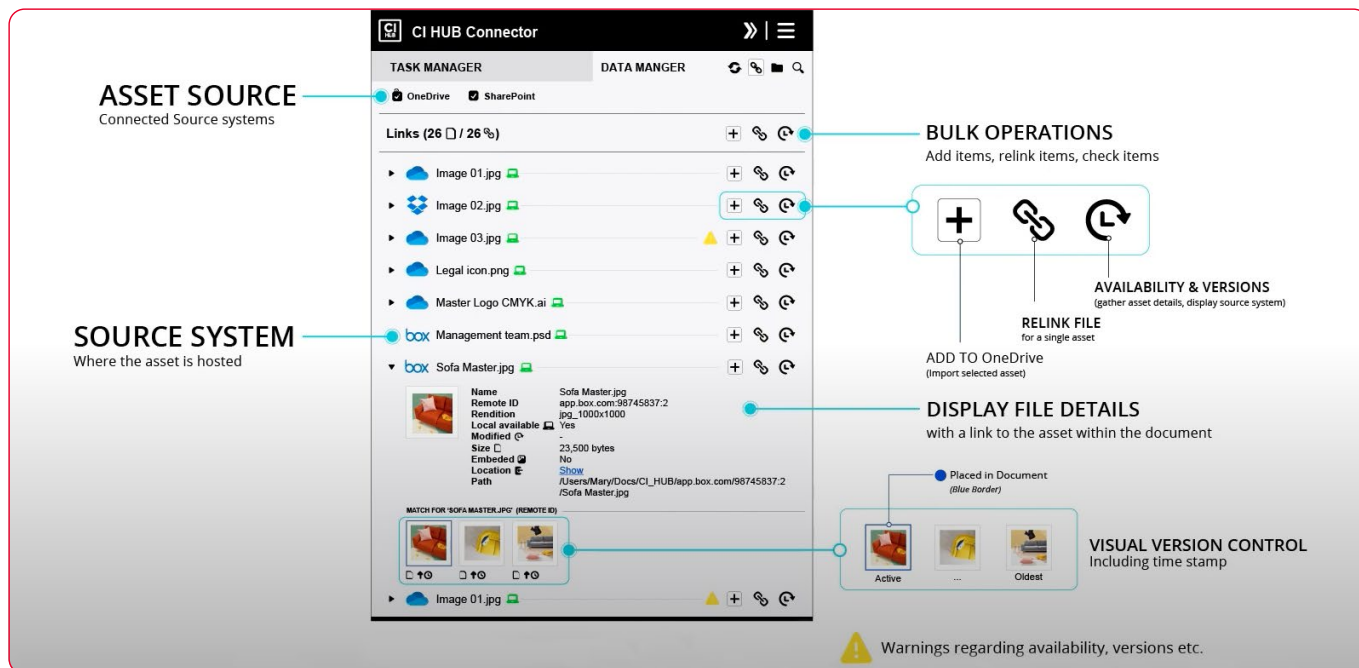 CI HUB
CI HUB Connector
TASK MANAGER
DATA MANGER
OneDrive
SharePoint
Links (26 / 26)
Image 01.jpg
Image 02.jpg
Image 03.jpg
Legal icon.png
Master Logo CMYK.ai
box Management team.psd
box Sofa Master.jpg
Name Sofa Master.jpg
Remote ID app.box.com:98745837:2
Rendition jpg_1000x1000
Local available Yes
Modified -
Size 23,500 bytes
Embeded No
Location Show
Path /Users/Mary/Docs/CI_HUB/app.box.com/98745837:2
/Sofa Master.jpg
MATCH FOR 'SOFA MASTER.JPG' (REMOTE ID)
Image 01.jpg
ASSET SOURCE
Connected Source systems
SOURCE SYSTEM
Where the asset is hosted
BULK OPERATIONS
Add items, relink items, check items
AVAILABILITY & VERSIONS
(gather asset details, display source system)
RELINK FILE
for a single asset
ADD TO OneDrive
(Import selected asset)
DISPLAY FILE DETAILS
with a link to the asset within the document
Placed in Document
(Blue Border)
Active
...
Oldest
VISUAL VERSION CONTROL
Including time stamp
Warnings regarding availability, versions etc.